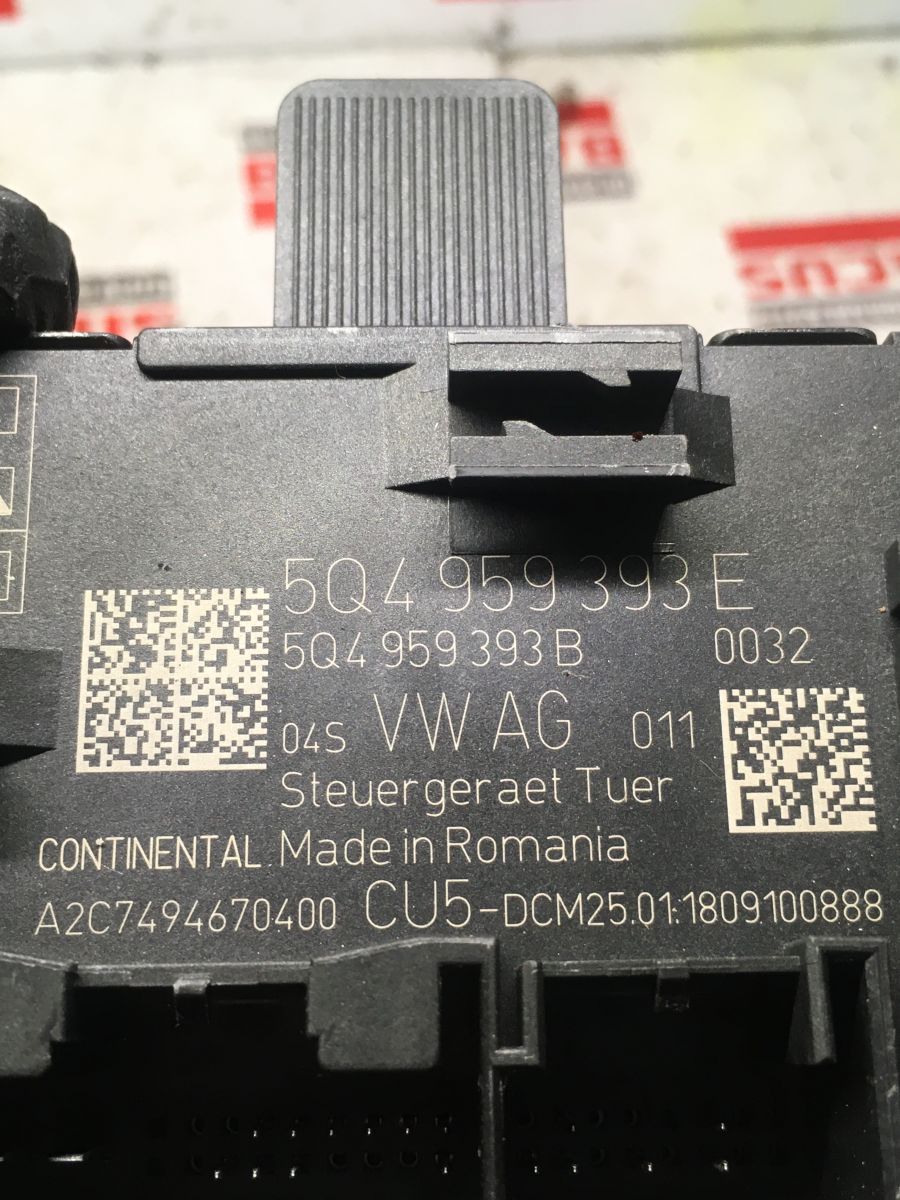 5Q4 959 393 E
5Q4 959 393 B 0032
04S VW AG 011
Steuergeraet Tuer
CONTINENTAL Made in Romania
A2C7494670400 CU5-DCM25.01:1809100888